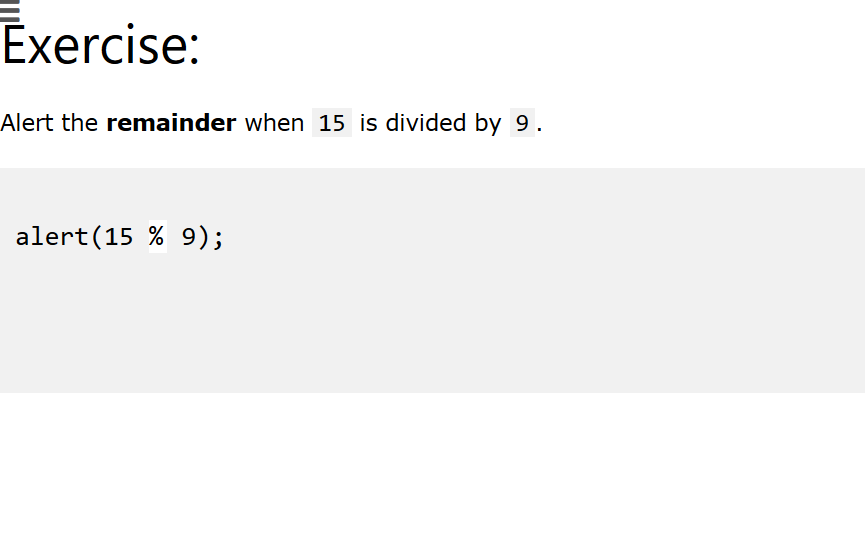 Exercise:
Alert the remainder when 15 is divided by 9.
alert(15 % 9);